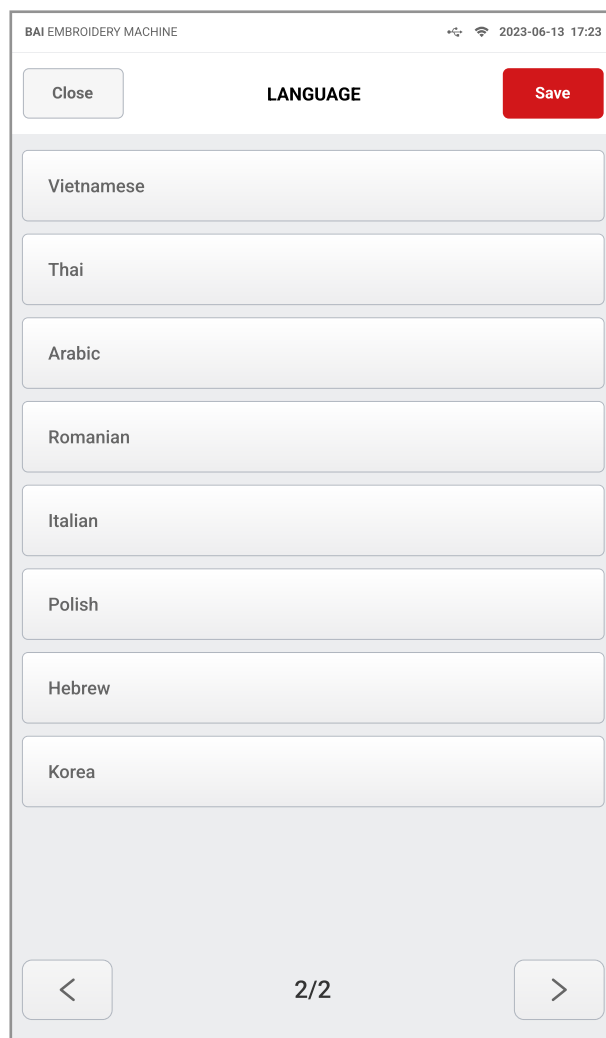 BAI EMBROIDERY MACHINE 2023-06-13 17:23
Close LANGUAGE Save
Vietnamese
Thai
Arabic
Romanian
Italian
Polish
Hebrew
Korea
2/2